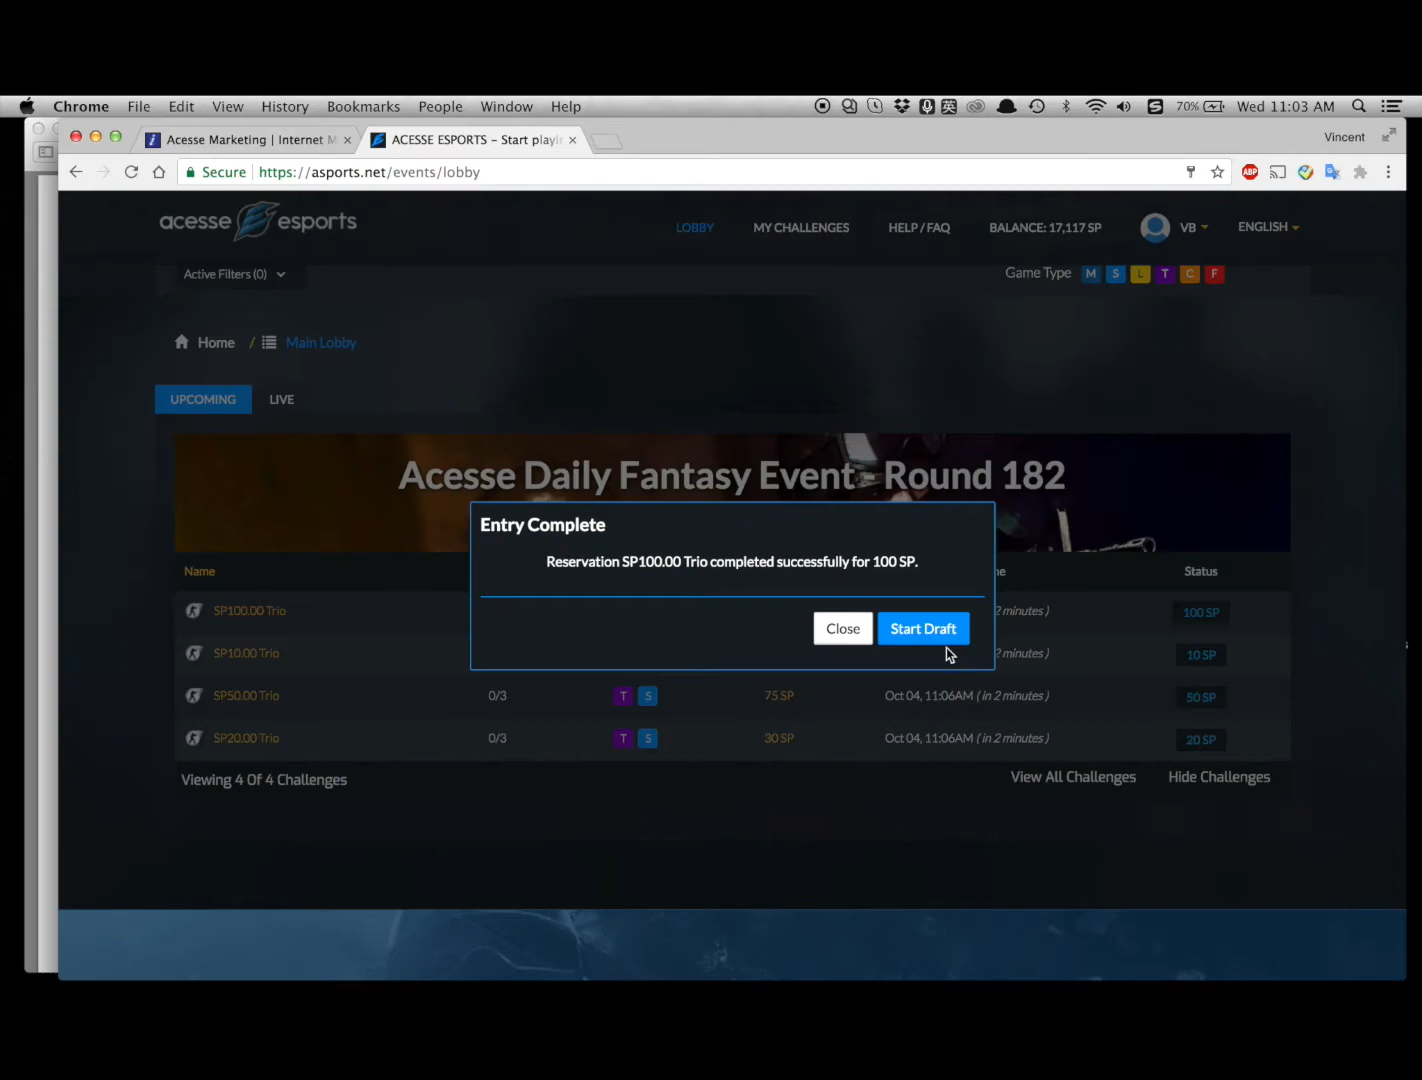 Chrome File Edit View History Bookmarks People Window Help 70% Wed 11:03 AM
Acesse Marketing | Internet M ACESSE ESPORTS – Start playin Vincent
Secure https://asports.net/events/lobby ABP
acesse esports LOBBY MY CHALLENGES HELP / FAQ BALANCE: 17,117 SP VB ENGLISH
Active Filters (0) Game Type M S L T C F
Home / Main Lobby
UPCOMING LIVE
Acesse Daily Fantasy Event - Round 182
Entry Complete
Reservation SP100.00 Trio completed successfully for 100 SP.
Close Start Draft
Name me Status
SP100.00 Trio 2 minutes ) 100 SP
SP10.00 Trio 2 minutes ) 10 SP
SP50.00 Trio 0/3 T S 75 SP Oct 04, 11:06AM ( in 2 minutes ) 50 SP
SP20.00 Trio 0/3 T S 30 SP Oct 04, 11:06AM ( in 2 minutes ) 20 SP
Viewing 4 Of 4 Challenges View All Challenges Hide Challenges